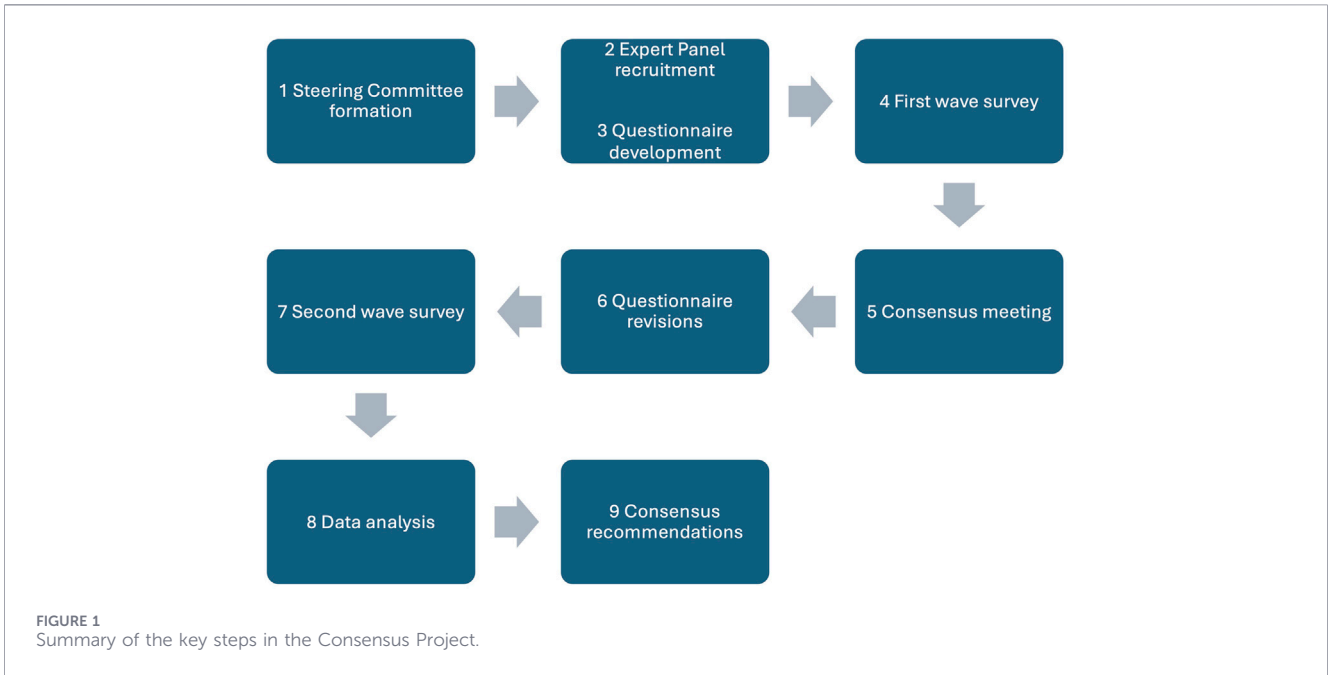 1 Steering Committee
formation
2 Expert Panel
recruitment
3 Questionnaire
development
4 First wave survey
5 Consensus meeting
6 Questionnaire
revisions
7 Second wave survey
8 Data analysis
9 Consensus
recommendations
FIGURE 1
Summary of the key steps in the Consensus Project.